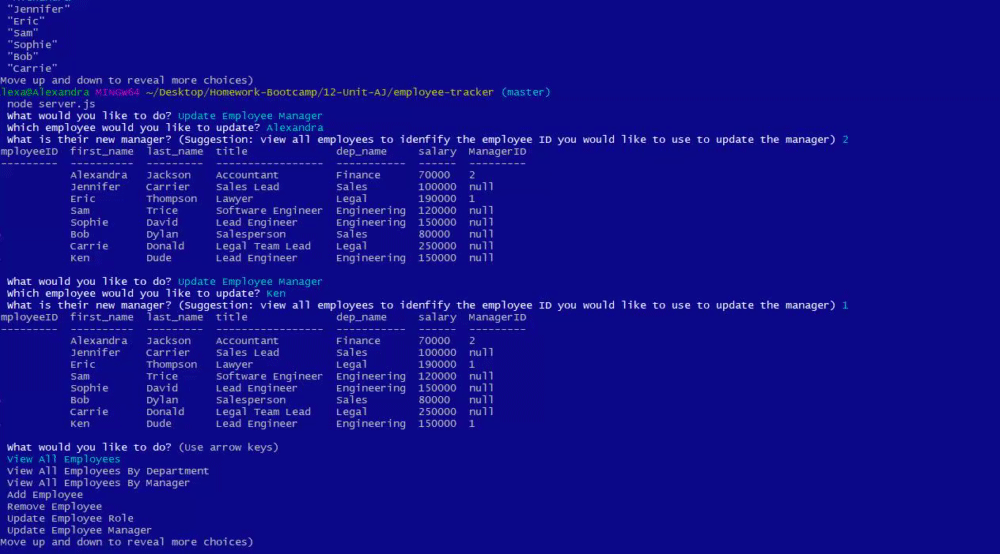 "Jennifer"
"Eric"
"Sam"
"Sophie"
"Bob"
"Carrie"
Move up and down to reveal more choices)
lexa@Alexandra MINGW64 ~/Desktop/Homework-Bootcamp/12-Unit-AJ/employee-tracker (master)
node server.js
What would you like to do? Update Employee Manager
Which employee would you like to update? Alexandra
What is their new manager? (Suggestion: view all employees to idenfify the employee ID you would like to use to update the manager) 2
mployeeID first_name last_name title dep_name salary ManagerID
--------- ---------- --------- ----------------- ----------- ------ ---------
Alexandra Jackson Accountant Finance 70000 2
Jennifer Carrier Sales Lead Sales 100000 null
Eric Thompson Lawyer Legal 190000 1
Sam Trice Software Engineer Engineering 120000 null
Sophie David Lead Engineer Engineering 150000 null
Bob Dylan Salesperson Sales 80000 null
Carrie Donald Legal Team Lead Legal 250000 null
Ken Dude Lead Engineer Engineering 150000 null
What would you like to do? Update Employee Manager
Which employee would you like to update? Ken
What is their new manager? (Suggestion: view all employees to idenfify the employee ID you would like to use to update the manager) 1
mployeeID first_name last_name title dep_name salary ManagerID
--------- ---------- --------- ----------------- ----------- ------ ---------
Alexandra Jackson Accountant Finance 70000 2
Jennifer Carrier Sales Lead Sales 100000 null
Eric Thompson Lawyer Legal 190000 1
Sam Trice Software Engineer Engineering 120000 null
Sophie David Lead Engineer Engineering 150000 null
Bob Dylan Salesperson Sales 80000 null
Carrie Donald Legal Team Lead Legal 250000 null
Ken Dude Lead Engineer Engineering 150000 1
What would you like to do? (Use arrow keys)
View All Employees
View All Employees By Department
View All Employees By Manager
Add Employee
Remove Employee
Update Employee Role
Update Employee Manager
Move up and down to reveal more choices)